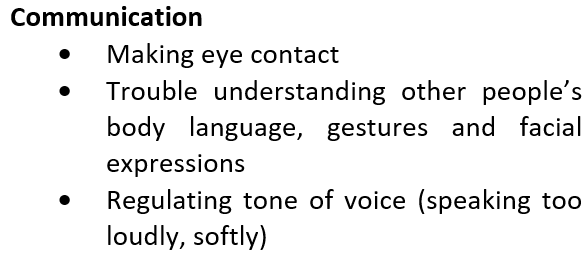 Communication
• Making eye contact
• Trouble understanding other people’s
body language, gestures and facial
expressions
• Regulating tone of voice (speaking too
loudly, softly)